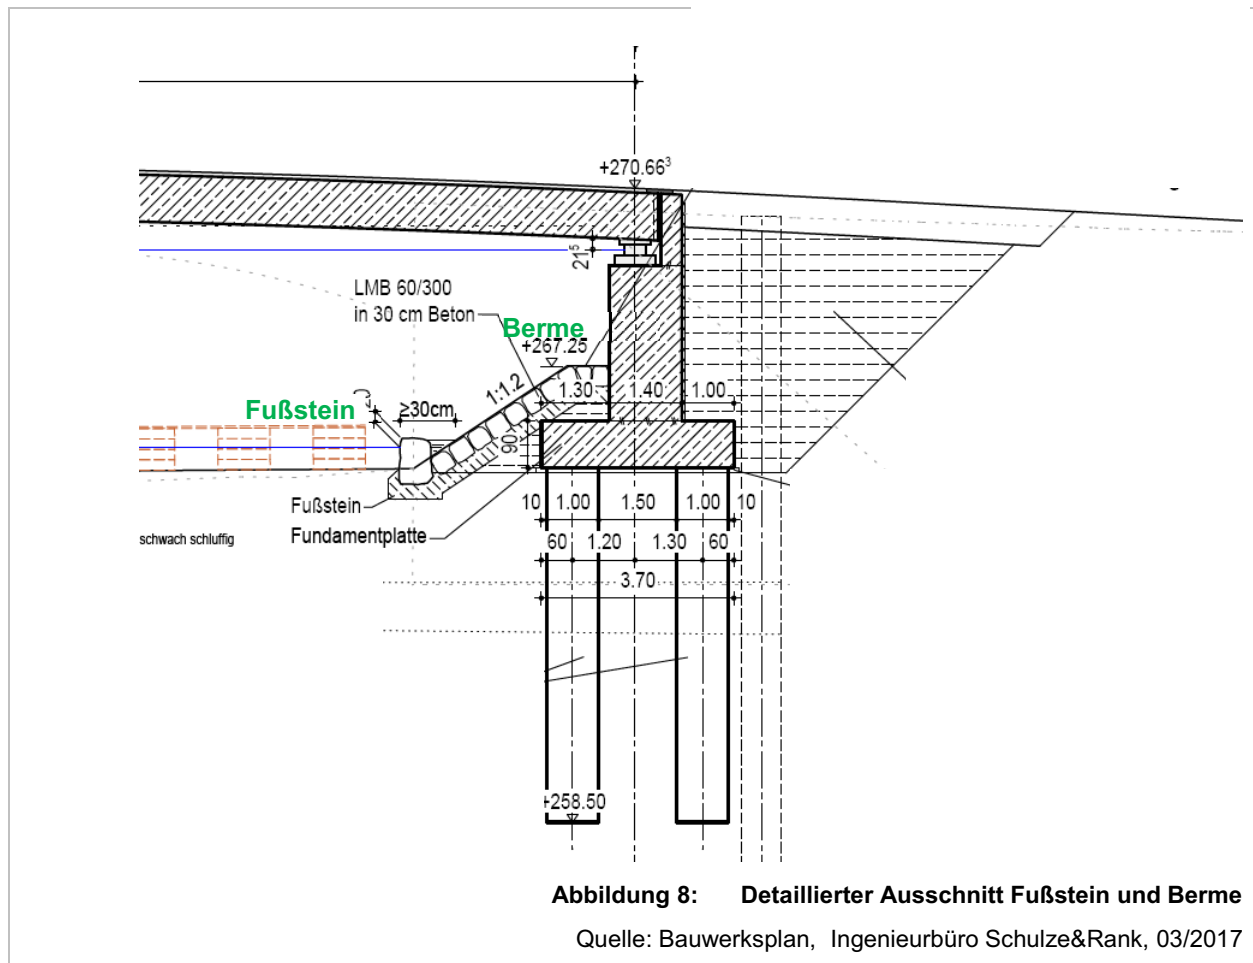 +270.66³
21⁵
LMB 60/300
in 30 cm Beton
Berme
+267.25
1:1.2
1.30 1.40 1.00
Fußstein
≥30cm
90
Fußstein
10 1.00 1.50 1.00 10
Fundamentplatte
schwach schluffig
60 1.20 1.30 60
3.70
+258.50
Abbildung 8: Detaillierter Ausschnitt Fußstein und Berme
Quelle: Bauwerksplan, Ingenieurbüro Schulze&Rank, 03/2017